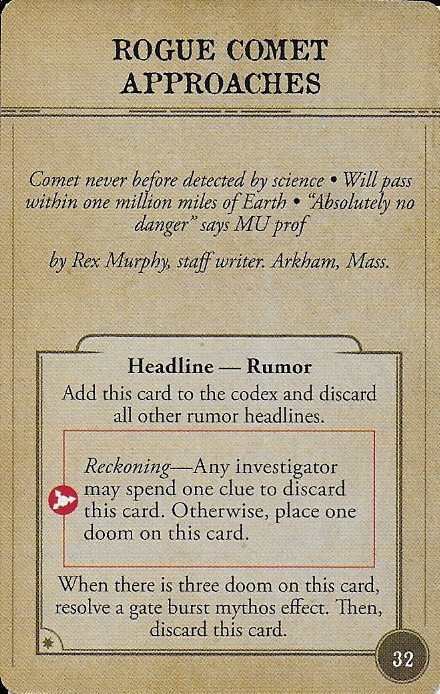 ROGUE COMET
APPROACHES
Comet never before detected by science • Will pass
within one million miles of Earth • “Absolutely no
danger” says MU prof
by Rex Murphy, staff writer. Arkham, Mass.
Headline — Rumor
Add this card to the codex and discard
all other rumor headlines.
Reckoning—Any investigator
may spend one clue to discard
this card. Otherwise, place one
doom on this card.
When there is three doom on this card,
resolve a gate burst mythos effect. Then,
discard this card.
32